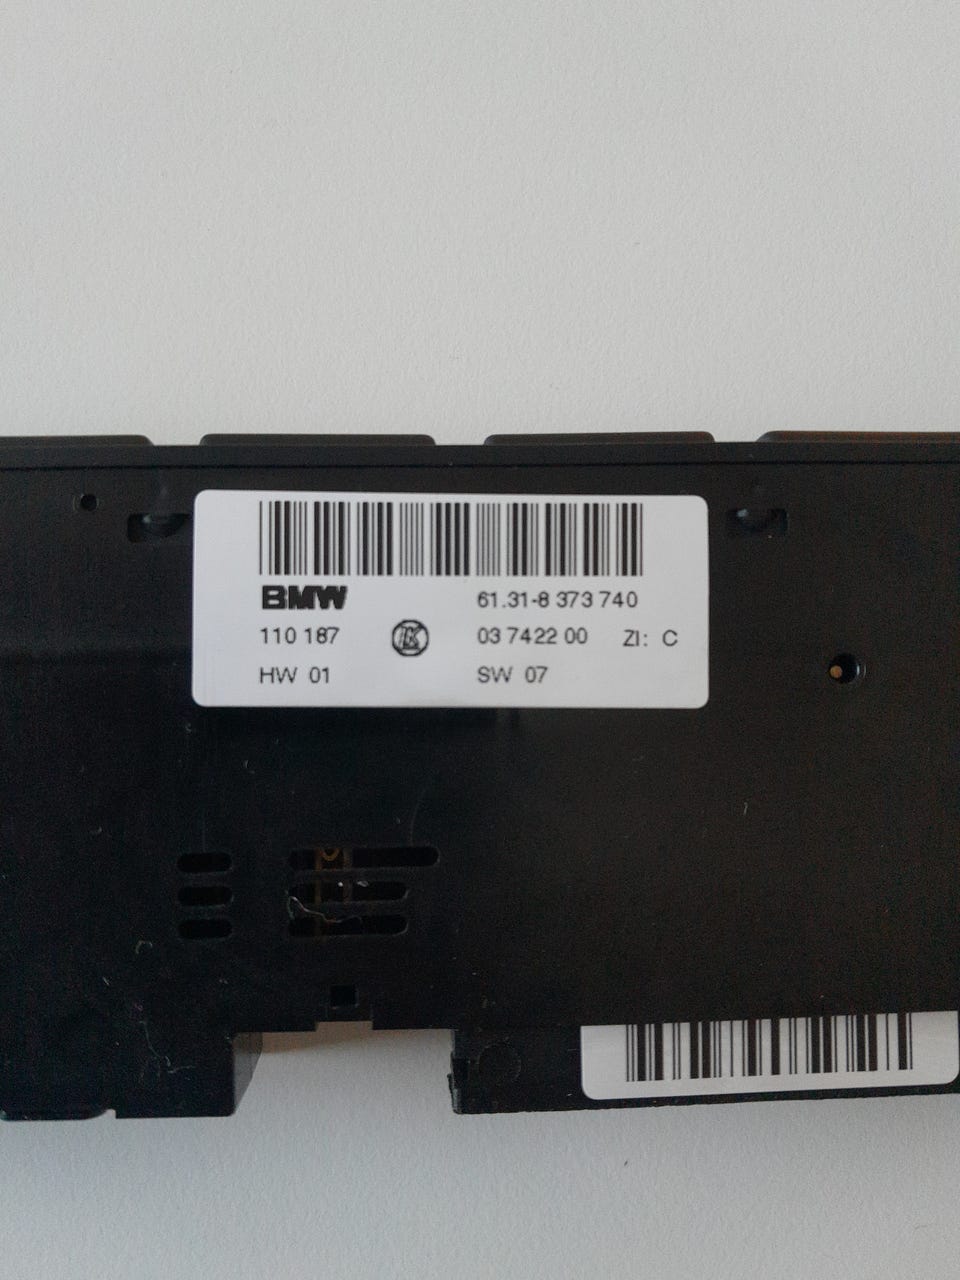 BMW 61.31-8 373 740
110 187 03 7422 00 ZI: C
HW 01 SW 07